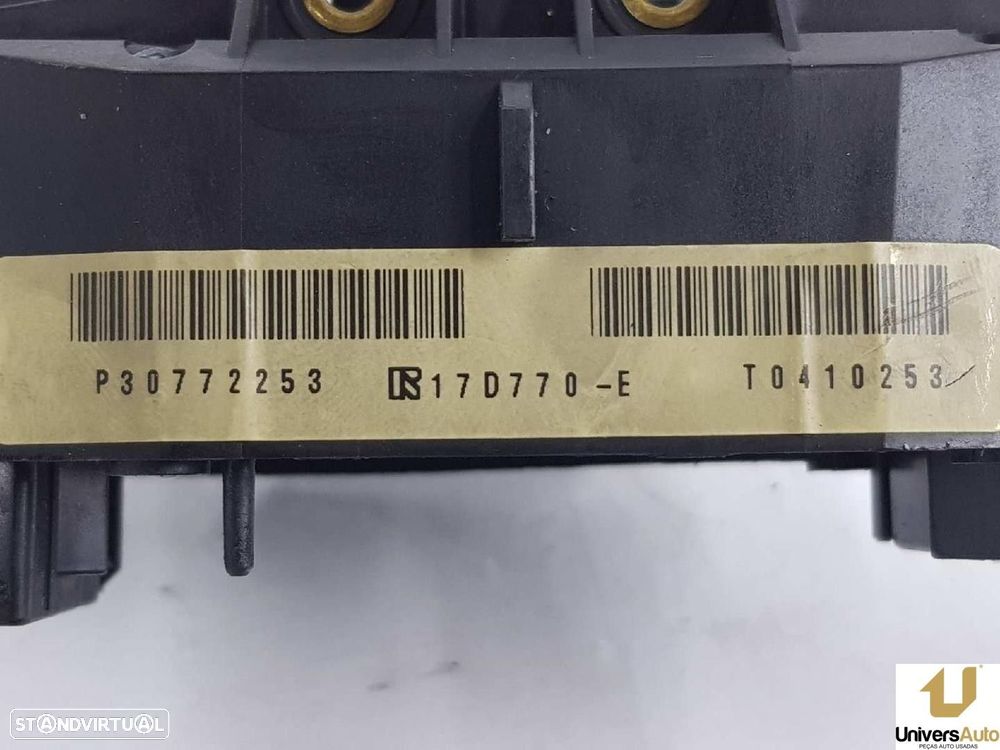 P30772253 17D770-E T0410253
STANDVIRTUAL
UniversAuto
PEÇAS AUTO USADAS